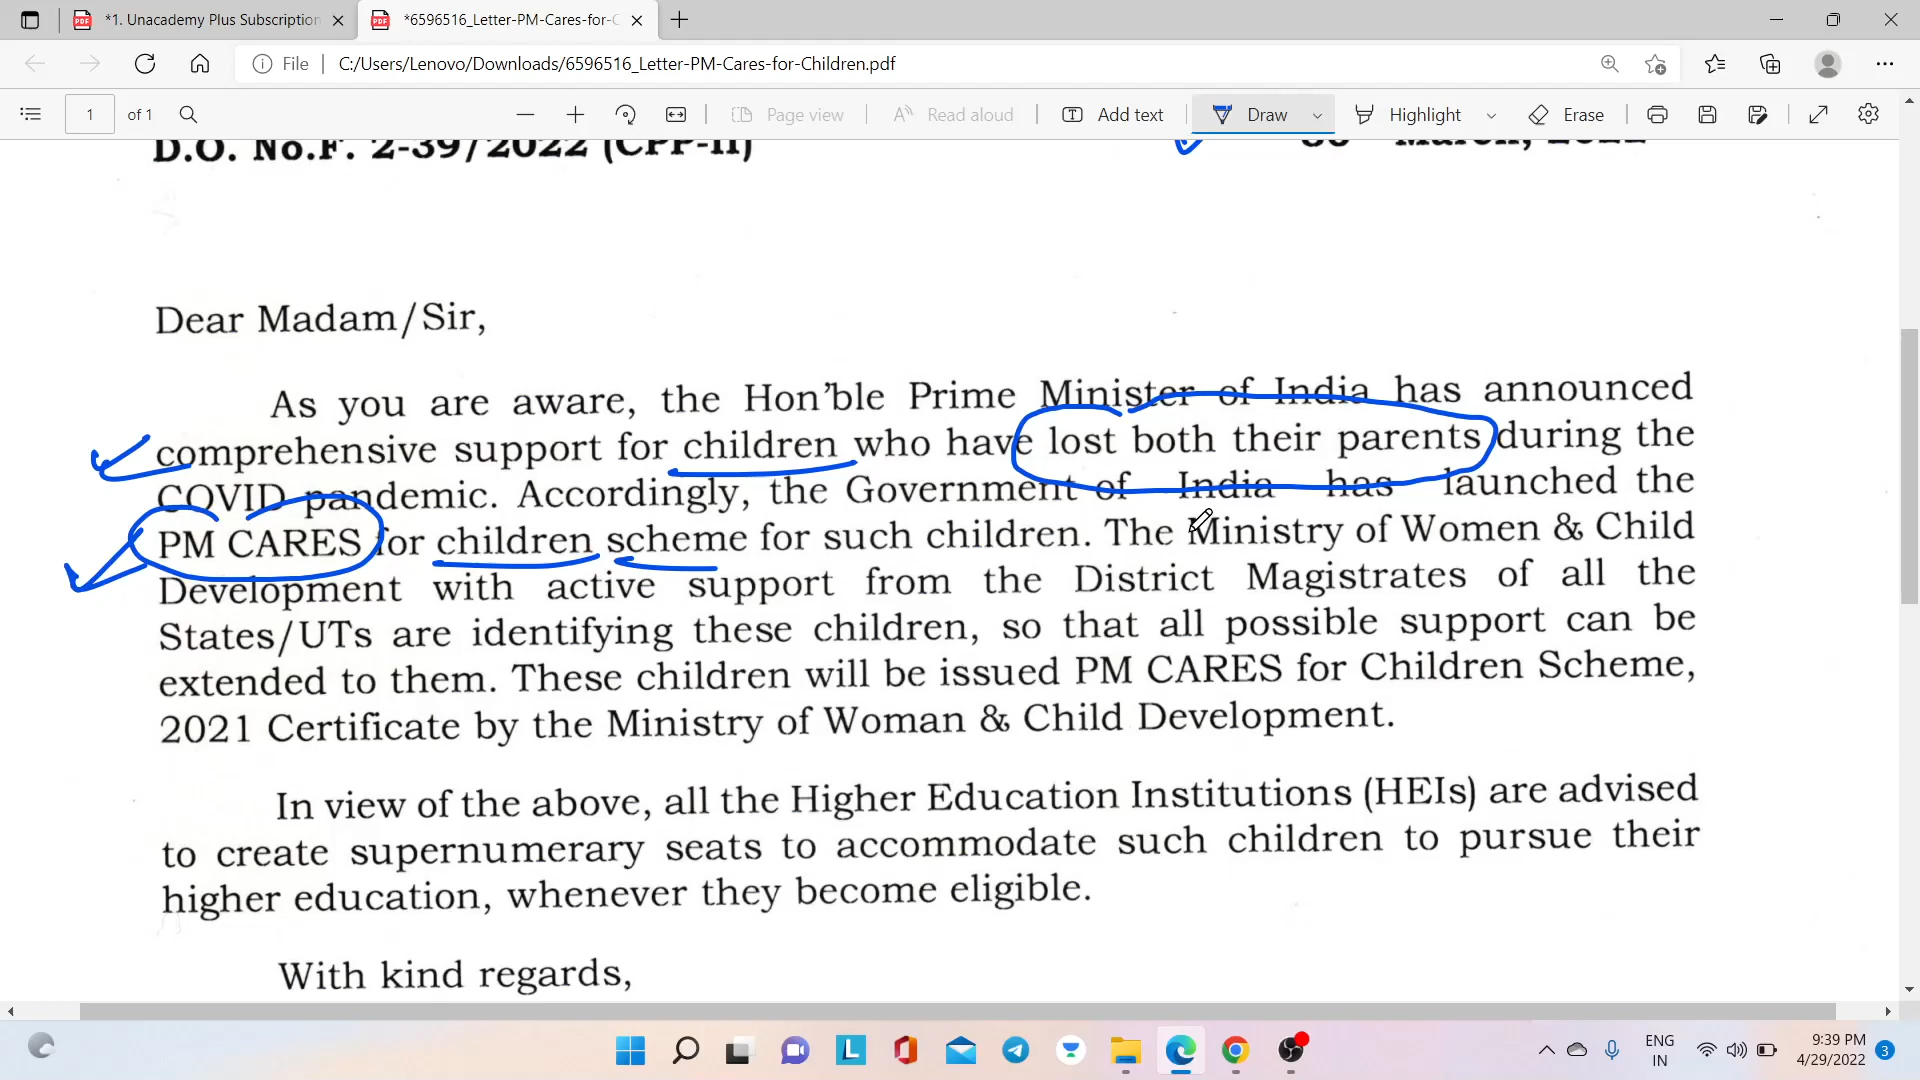 *1. Unacademy Plus Subscription
*6596516_Letter-PM-Cares-for-C
File
C:/Users/Lenovo/Downloads/6596516_Letter-PM-Cares-for-Children.pdf
1 of 1
Page view
Read aloud
Add text
Draw
Highlight
Erase
D.O. No.F. 2-39/2022 (CPP-II)
March, 2022
Dear Madam/Sir,
As you are aware, the Hon'ble Prime Minister of India has announced
comprehensive support for children who have lost both their parents during the
COVID pandemic. Accordingly, the Government of India has launched the
PM CARES for children scheme for such children. The Ministry of Women & Child
Development with active support from the District Magistrates of all the
States/UTs are identifying these children, so that all possible support can be
extended to them. These children will be issued PM CARES for Children Scheme,
2021 Certificate by the Ministry of Woman & Child Development.
In view of the above, all the Higher Education Institutions (HEIs) are advised
to create supernumerary seats to accommodate such children to pursue their
higher education, whenever they become eligible.
With kind regards,
ENG
IN
9:39 PM
4/29/2022
3